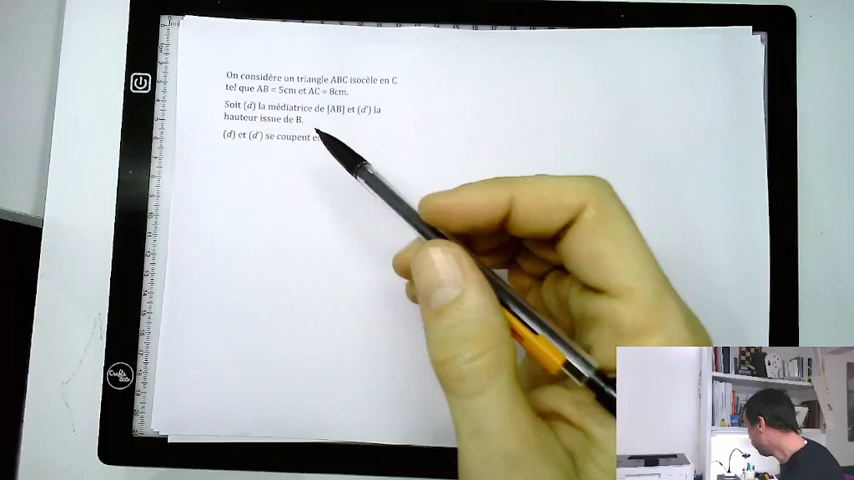 On considère un triangle ABC isocèle en C
tel que AB = 5cm et AC = 8cm.
Soit (d) la médiatrice de [AB] et (d') la
hauteur issue de B.
(d) et (d') se coupent